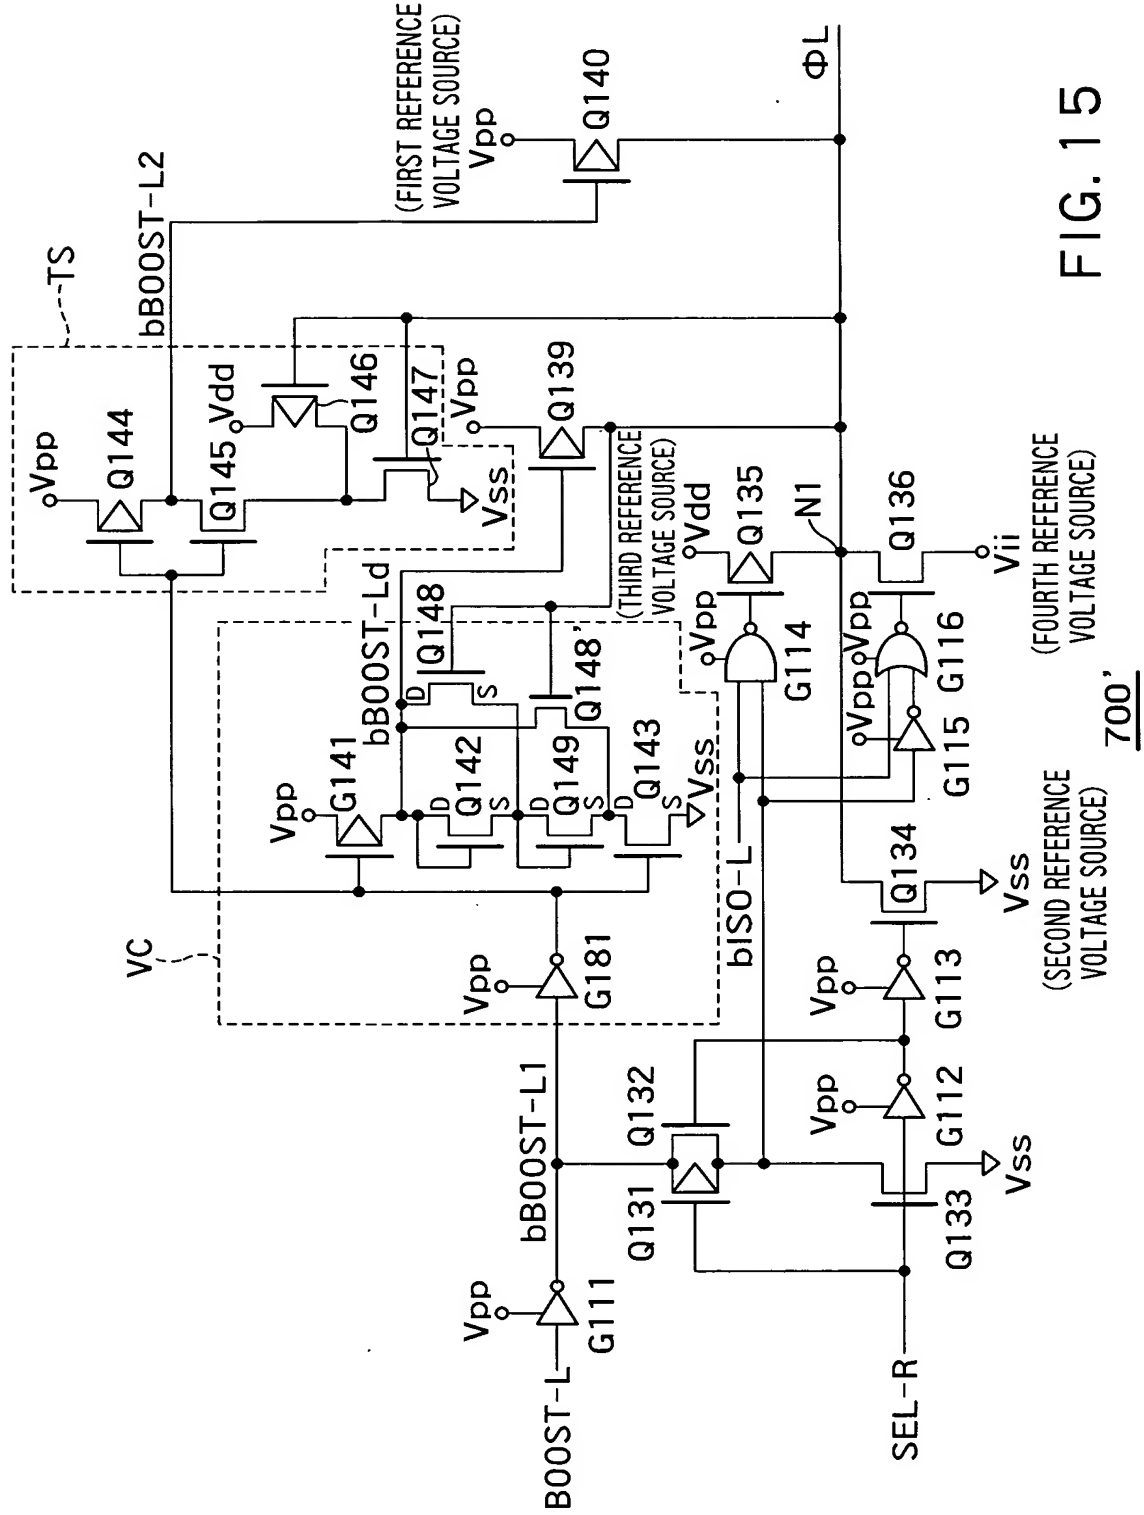 FIG. 15
700'
TS
bBOOST-L2
Vpp
Q144
Q145
Vdd
Q146
Q147
Vss
(FIRST REFERENCE
VOLTAGE SOURCE)
Vpp
Q140
ΦL
VC
Vpp
G141
bBOOST-Ld
D
Q148
S
Q148'
D
Q142
S
D
Q149
S
D
Q143
S
Vss
Vpp
Q139
Vpp
G181
(THIRD REFERENCE
VOLTAGE SOURCE)
Vdd
Q135
Vpp
G114
N1
Q136
Vii
(FOURTH REFERENCE
VOLTAGE SOURCE)
Vpp
G116
Vpp
G115
bISO-L
BOOST-L
Vpp
G111
bBOOST-L1
Q131
Q132
SEL-R
Q133
Vss
Vpp
G112
Vpp
G113
Q134
Vss
(SECOND REFERENCE
VOLTAGE SOURCE)